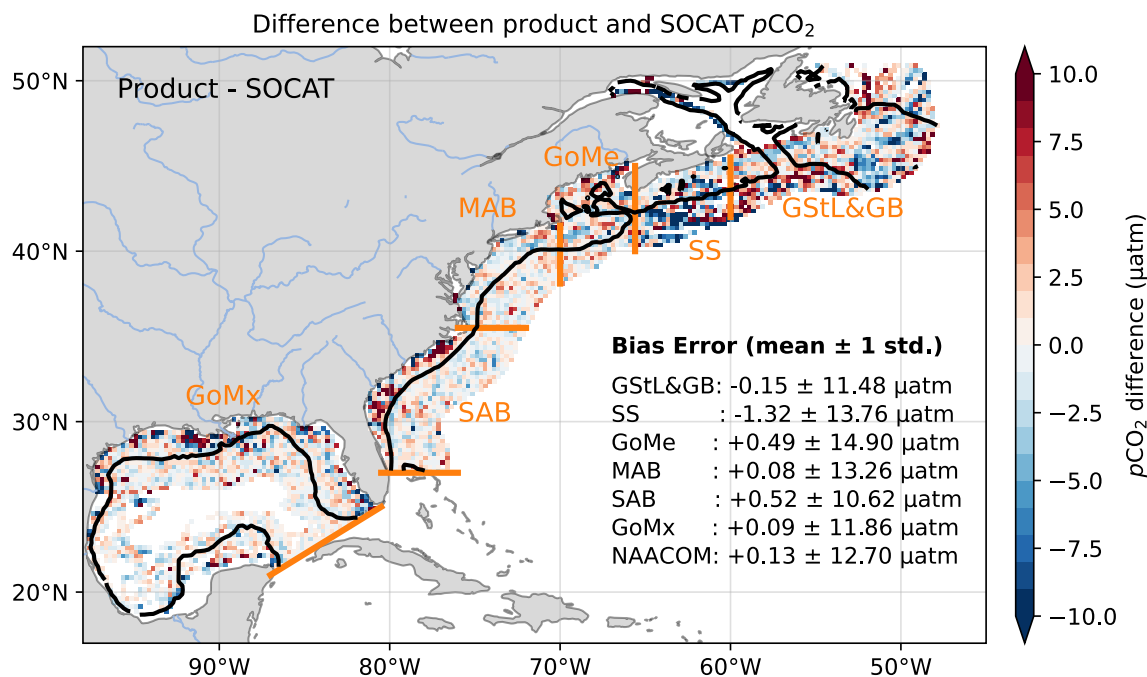 Difference between product and SOCAT pCO₂
50°N
40°N
30°N
20°N
90°W
80°W
70°W
60°W
50°W
Product - SOCAT
GoMe
MAB
GStL&GB
SS
GoMx
SAB
Bias Error (mean ± 1 std.)
GStL&GB: -0.15 ± 11.48 µatm
SS : -1.32 ± 13.76 µatm
GoMe : +0.49 ± 14.90 µatm
MAB : +0.08 ± 13.26 µatm
SAB : +0.52 ± 10.62 µatm
GoMx : +0.09 ± 11.86 µatm
NAACOM: +0.13 ± 12.70 µatm
10.0
7.5
5.0
2.5
0.0
−2.5
−5.0
−7.5
−10.0
pCO₂ difference (µatm)